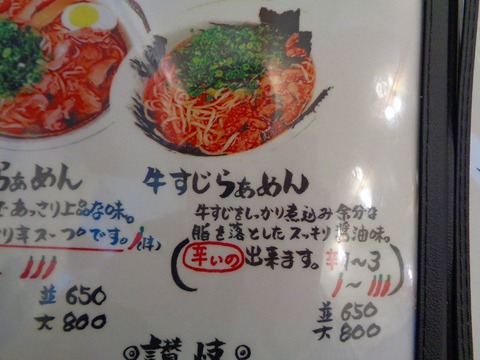 らあめん
であっさり上品な味。
り辛スープです。
並 650
大 800
牛すじらぁめん
牛すじをしっかり煮込み余分な
脂を落としたスッキリ醤油味。
(辛いの出来ます。辛1〜3
〜)
並 650
大 800
◎讃岐◎